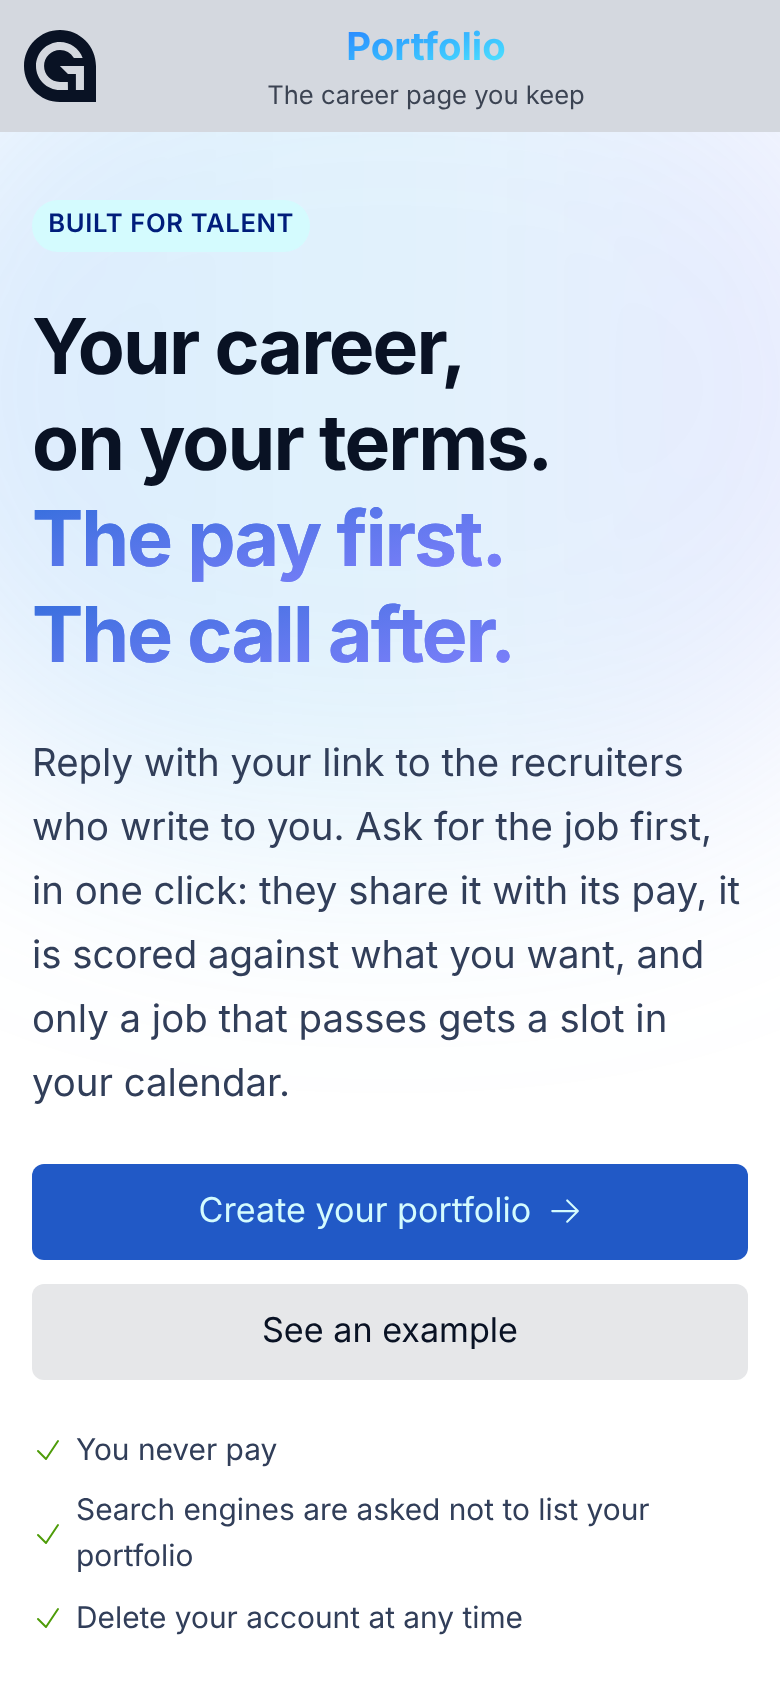 Portfolio
The career page you keep
BUILT FOR TALENT
Your career,
on your terms.
The pay first.
The call after.
Reply with your link to the recruiters
who write to you. Ask for the job first,
in one click: they share it with its pay, it
is scored against what you want, and
only a job that passes gets a slot in
your calendar.
Create your portfolio →
See an example
You never pay
Search engines are asked not to list your
portfolio
Delete your account at any time